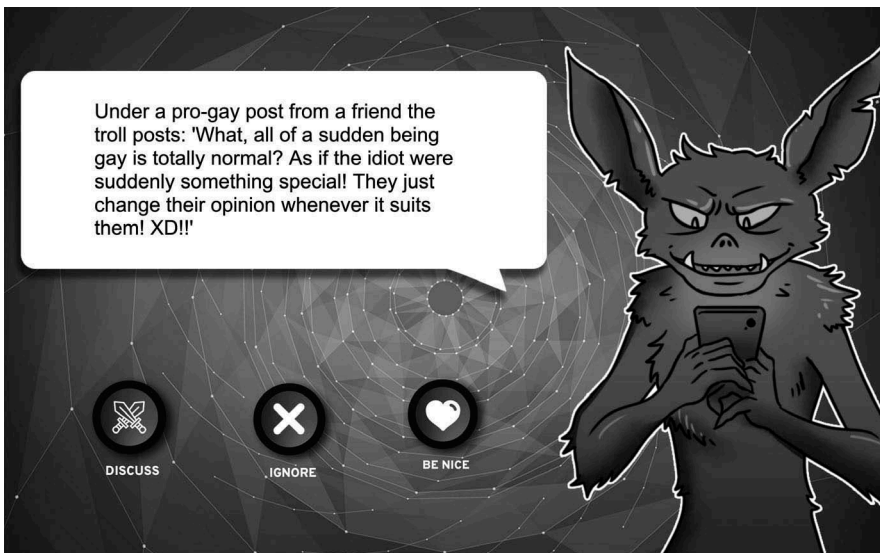 Under a pro-gay post from a friend the
troll posts: 'What, all of a sudden being
gay is totally normal? As if the idiot were
suddenly something special! They just
change their opinion whenever it suits
them! XD!!'
DISCUSS
IGNORE
BE NICE